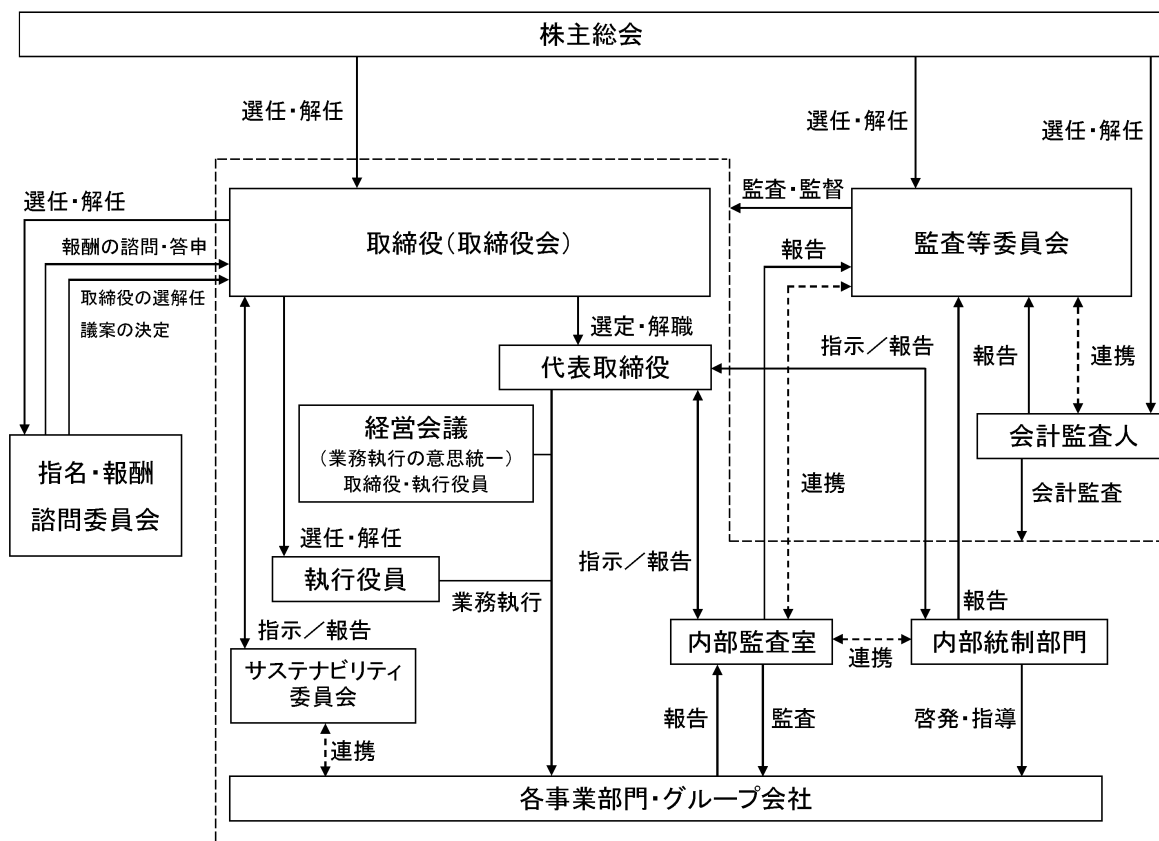 株主総会
選任・解任
選任・解任
選任・解任
選任・解任
監査・監督
取締役（取締役会）
監査等委員会
報酬の諮問・答申
報告
取締役の選解任
議案の決定
選定・解職
指示／報告
報告
連携
代表取締役
経営会議
（業務執行の意思統一）
取締役・執行役員
会計監査人
指名・報酬
諮問委員会
連携
会計監査
選任・解任
執行役員
業務執行
指示／報告
報告
指示／報告
内部監査室
連携
内部統制部門
サステナビリティ
委員会
報告
監査
啓発・指導
連携
各事業部門・グループ会社